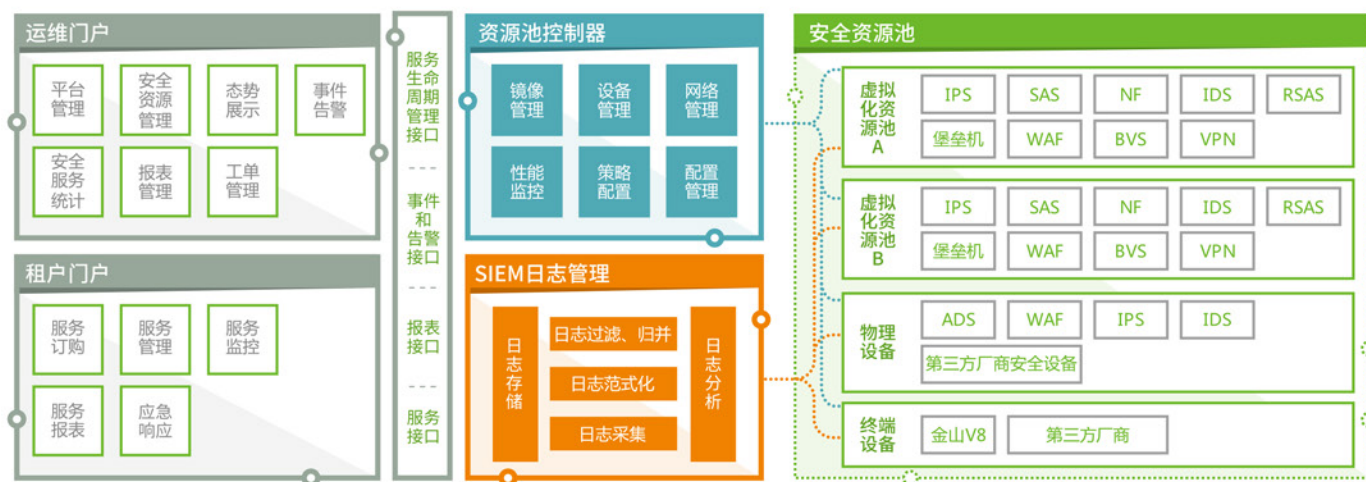 运维门户
平台
管理
安全
资源
管理
态势
展示
事件
告警
安全
服务
统计
报表
管理
工单
管理
租户门户
服务
订购
服务
管理
服务
监控
服务
报表
应急
响应
服务
生命
周期
管理
接口
事件
和
告警
接口
报表
接口
服务
接口
资源池控制器
镜像
管理
设备
管理
网络
管理
性能
监控
策略
配置
配置
管理
SIEM日志管理
日志存储
日志过滤、归并
日志范式化
日志采集
日志分析
安全资源池
虚拟
化资
源池
A
IPS
SAS
NF
IDS
RSAS
堡垒机
WAF
BVS
VPN
虚拟
化资
源池
B
IPS
SAS
NF
IDS
RSAS
堡垒机
WAF
BVS
VPN
物理
设备
ADS
WAF
IPS
IDS
第三方厂商安全设备
终端
设备
金山V8
第三方厂商